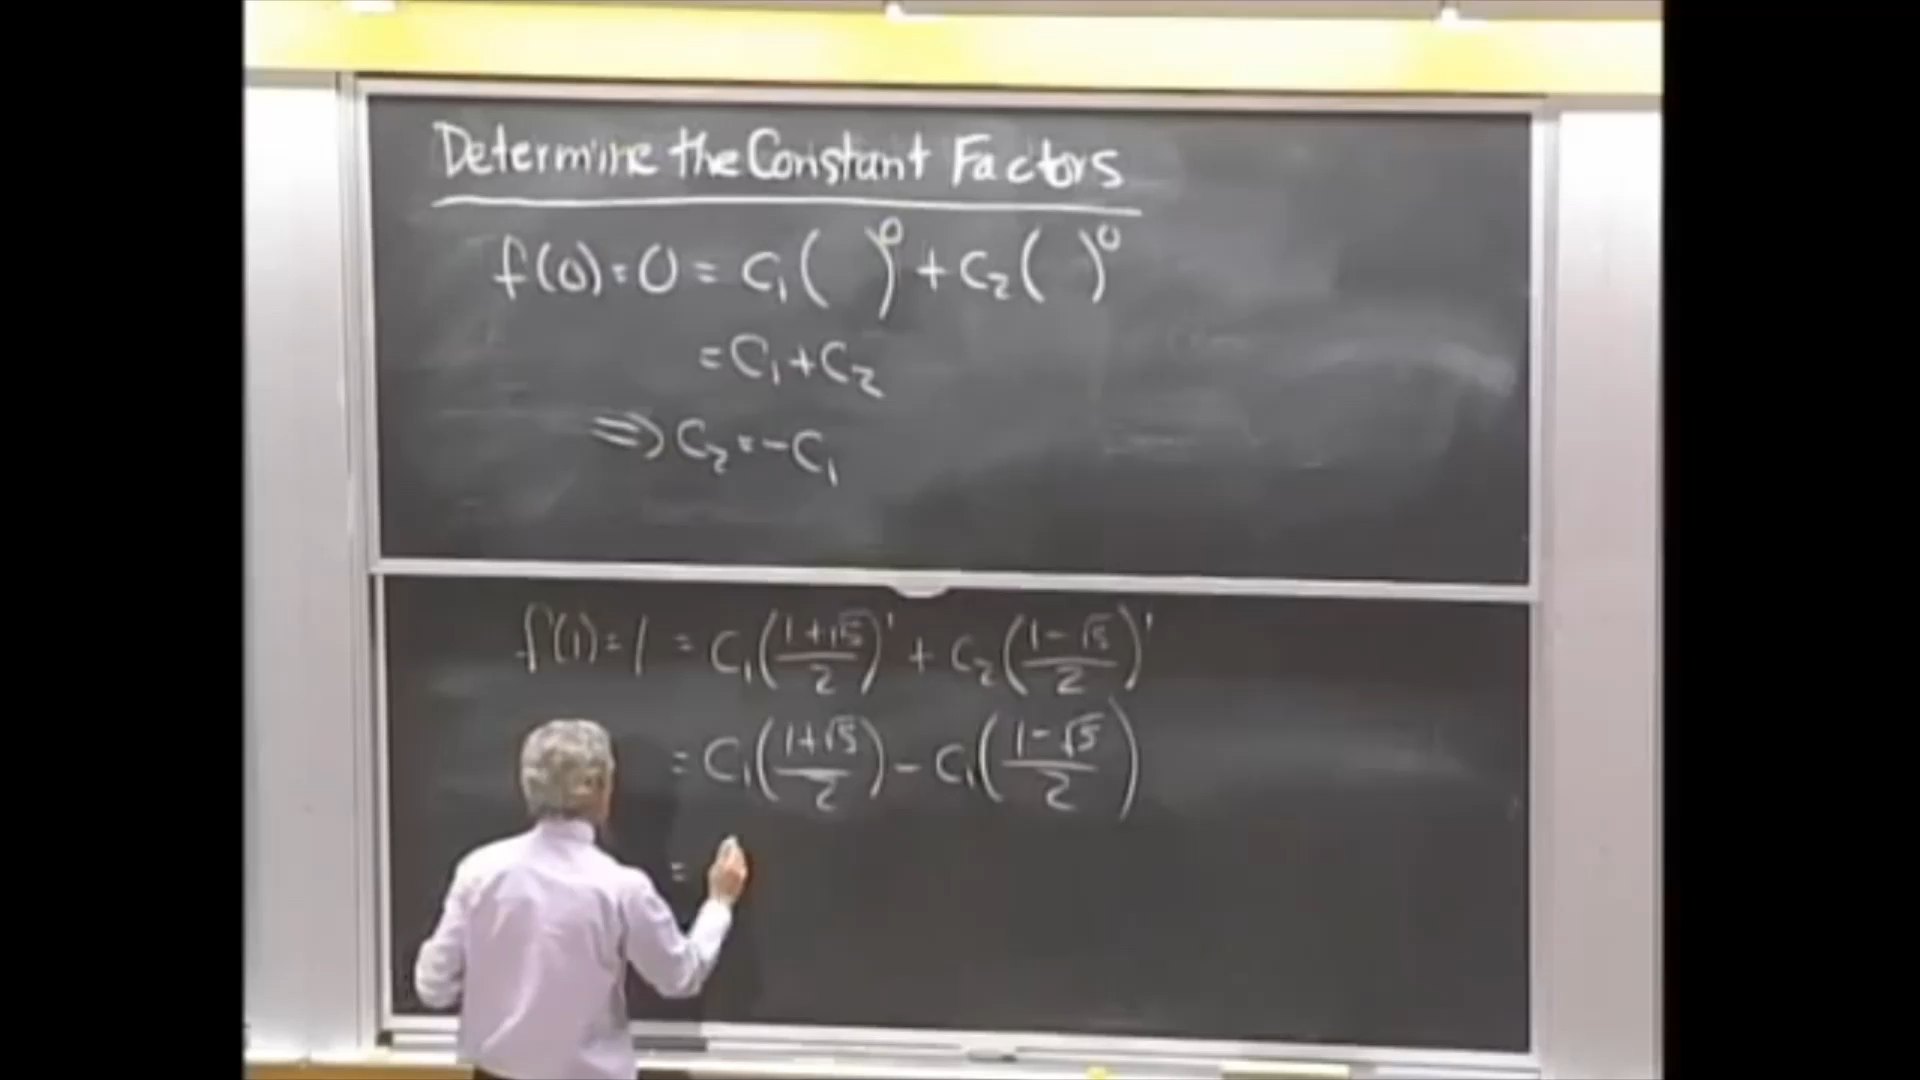 Determine the Constant Factors
f(0) = 0 = C₁( )⁰ + C₂( )⁰
= C₁ + C₂
⇒ C₂ = -C₁
f(1) = 1 = C₁((1+√5)/2)¹ + C₂((1-√5)/2)¹
= C₁((1+√5)/2) - C₁((1-√5)/2)
=